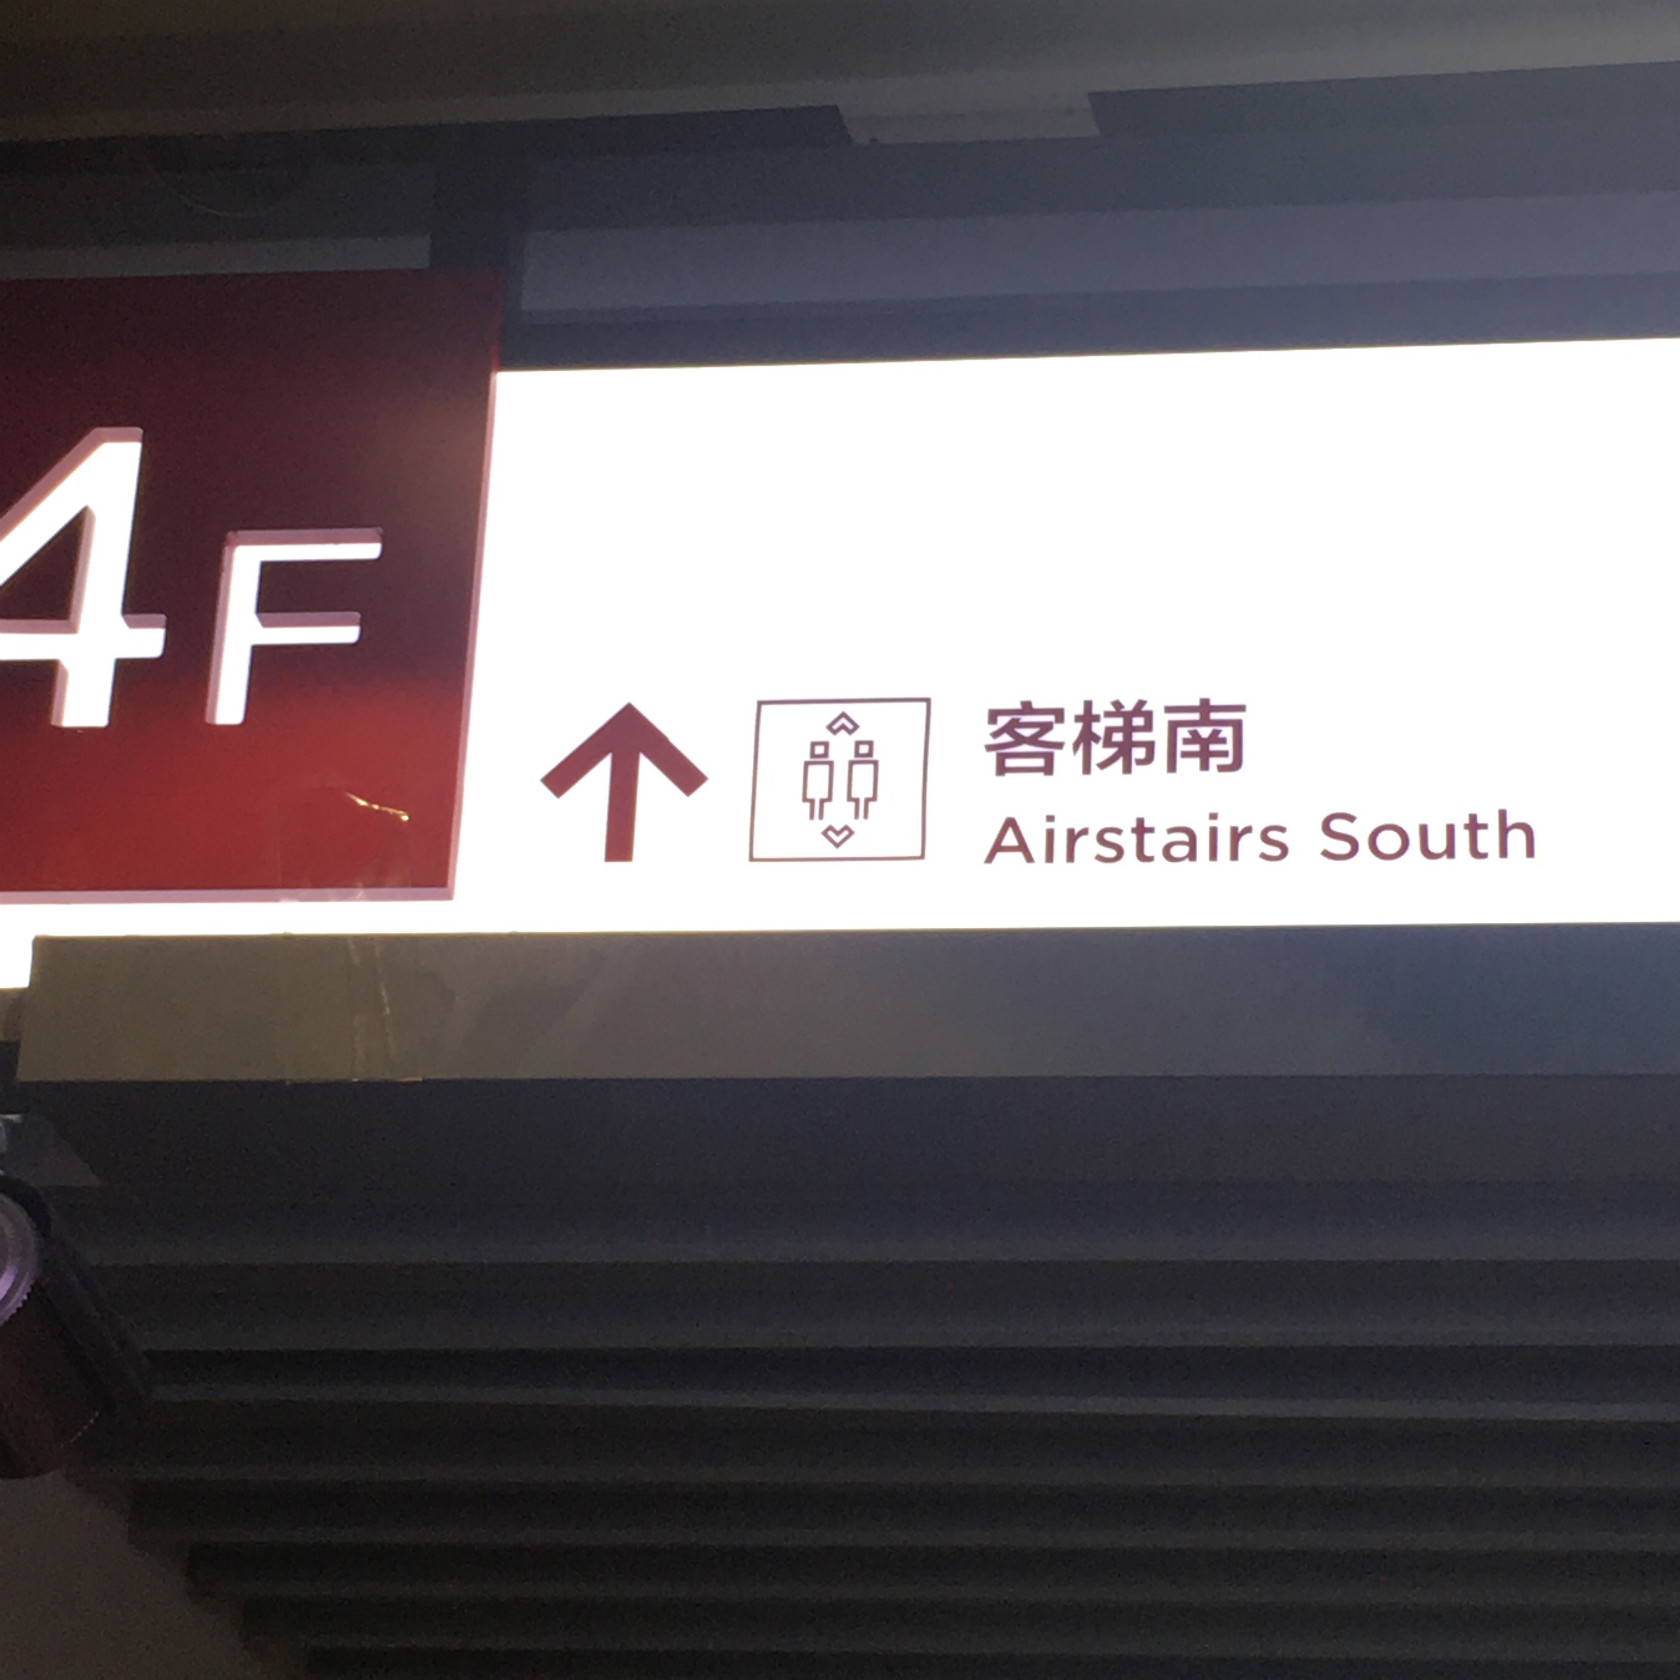 4F
客梯南
Airstairs South